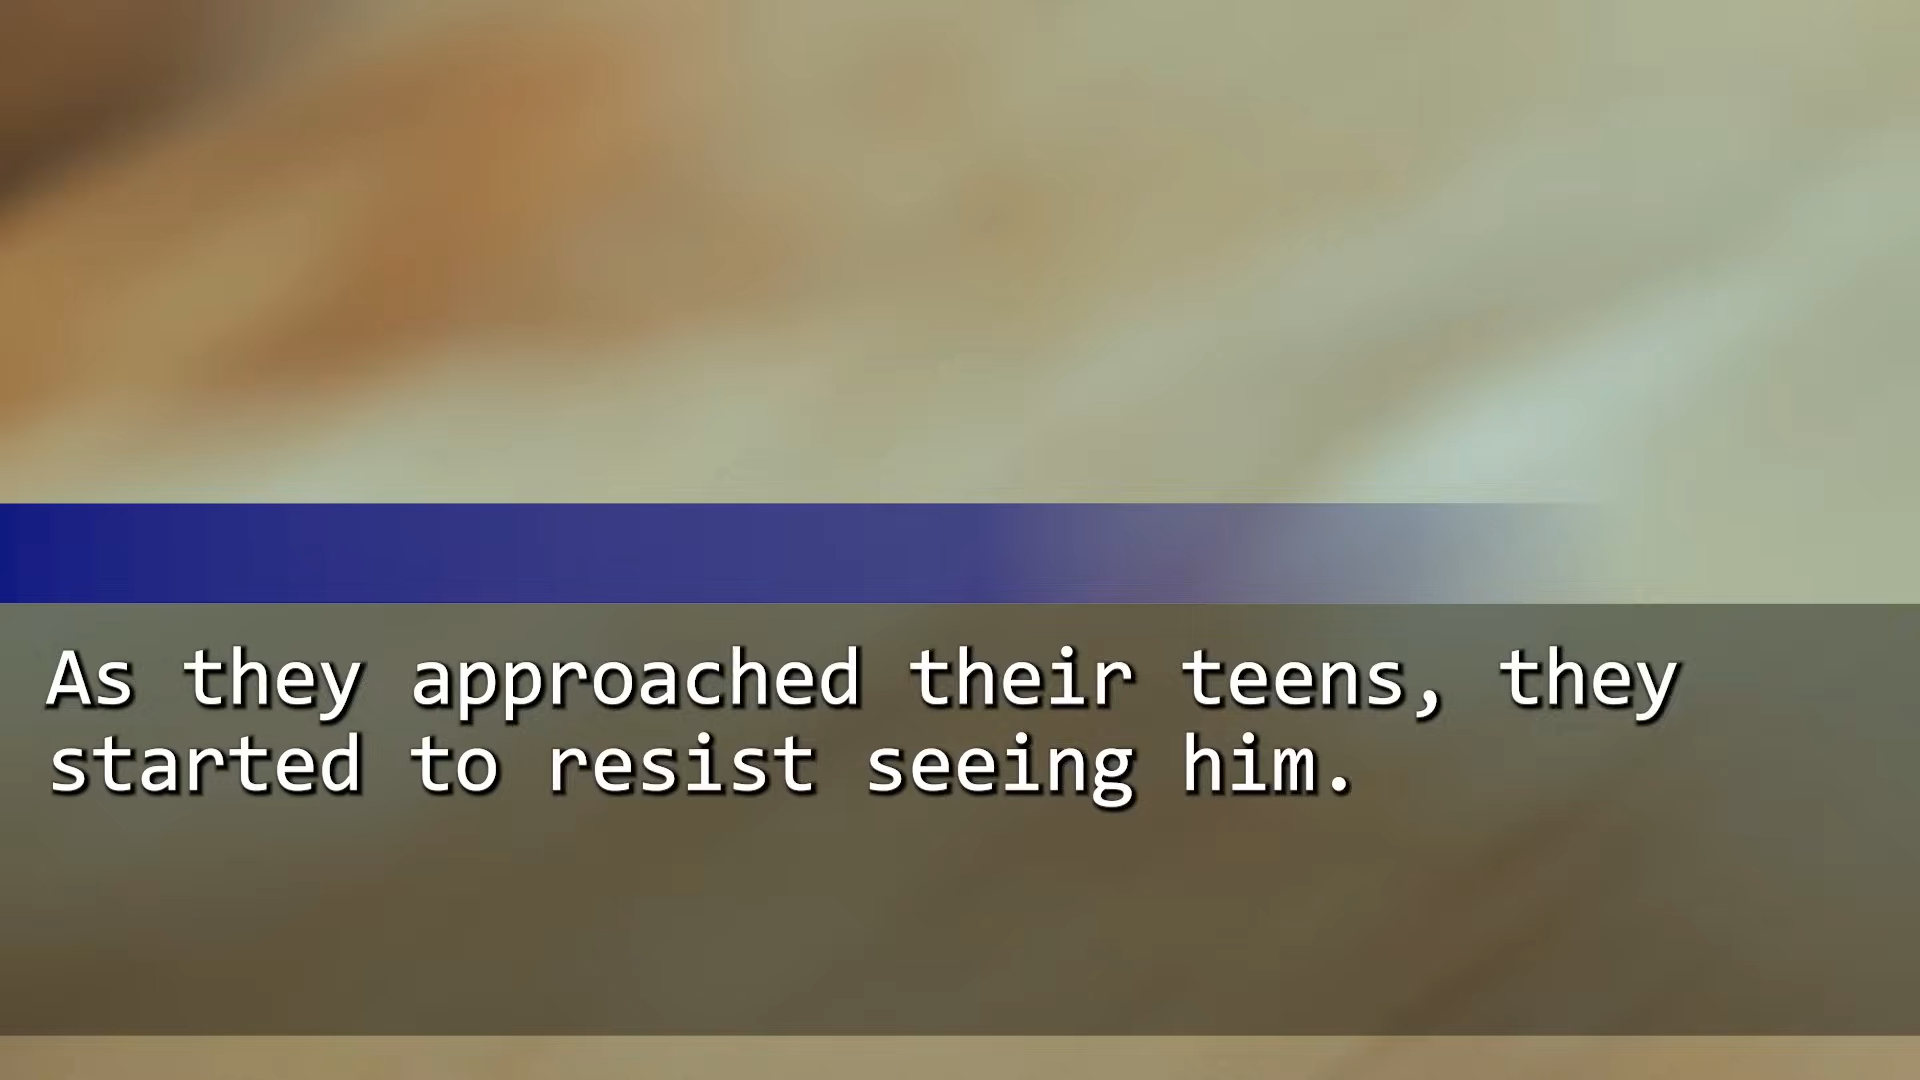 As they approached their teens, they
started to resist seeing him.